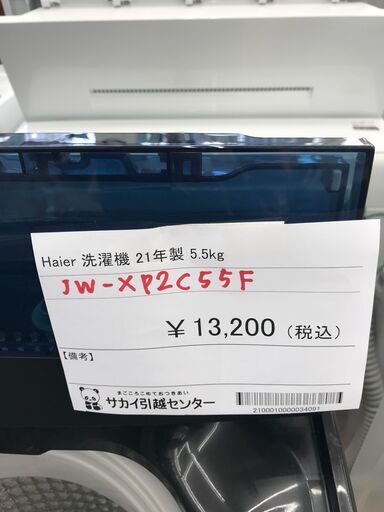 Haier 洗濯機 21年製 5.5kg
JW-XP2C55F
￥13,200（税込）
【備考】
まごころこめておつきあい
サカイ引越センター
2100010000034091